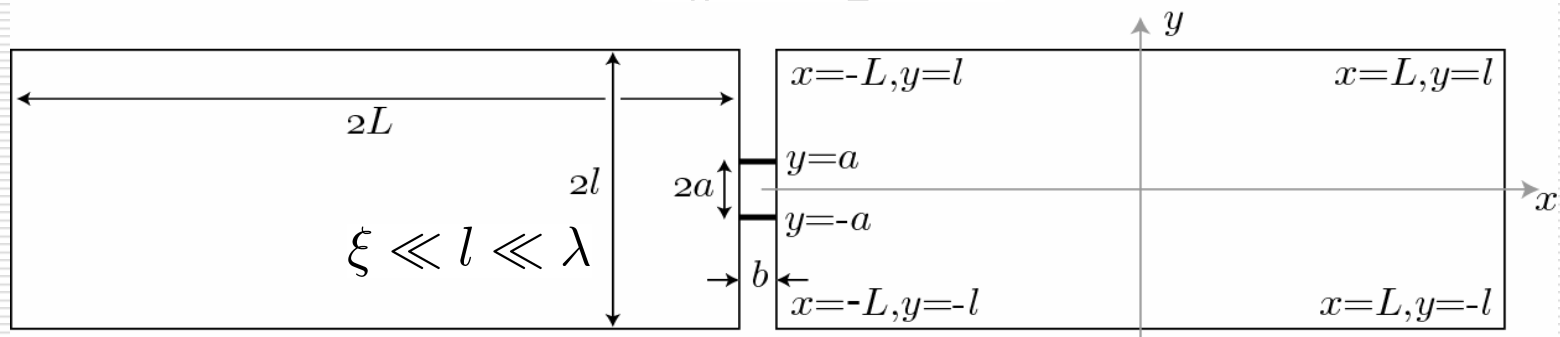 y
x=-L,y=l
x=L,y=l
2L
y=a
2l
2a
x
y=-a
ξ ≪ l ≪ λ
b
x=-L,y=-l
x=L,y=-l